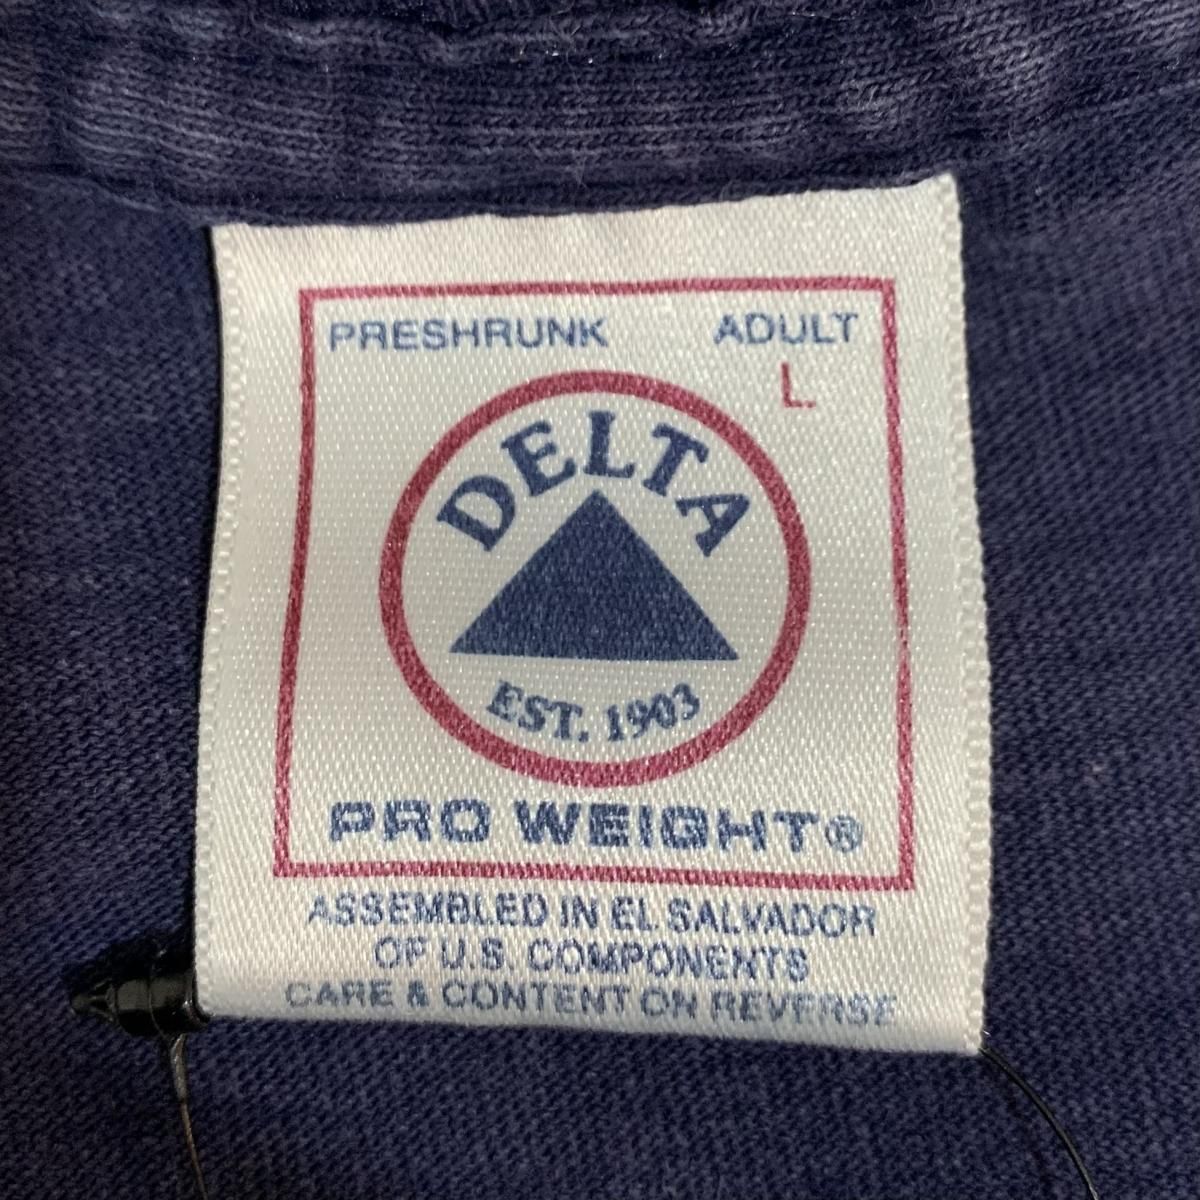 PRESHRUNK ADULT
L
DELTA
EST. 1903
PRO WEIGHT®
ASSEMBLED IN EL SALVADOR
OF U.S. COMPONENTS
CARE & CONTENT ON REVERSE